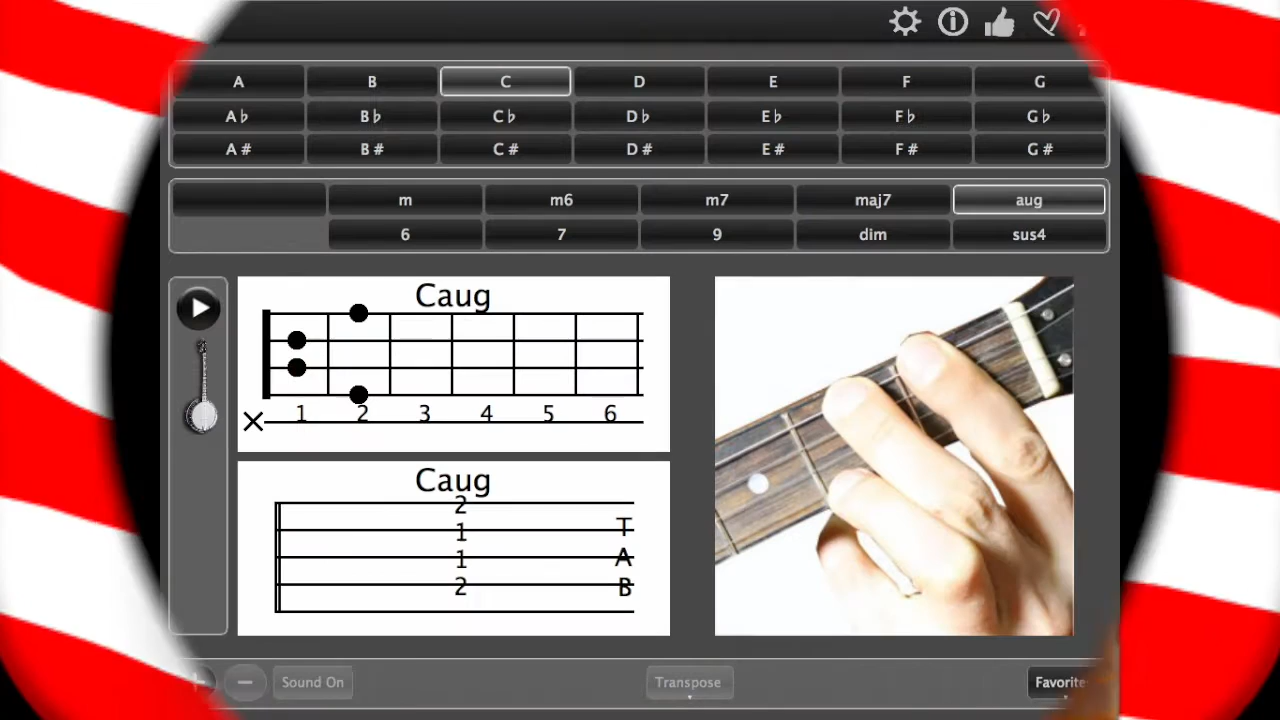 A B C D E F G
A♭ B♭ C♭ D♭ E♭ F♭ G♭
A# B# C# D# E# F# G#
m m6 m7 maj7 aug
6 7 9 dim sus4
Caug
× 1 2 3 4 5 6
Caug
2
1 T
1 A
2 B
+ − Sound On Transpose Favorite